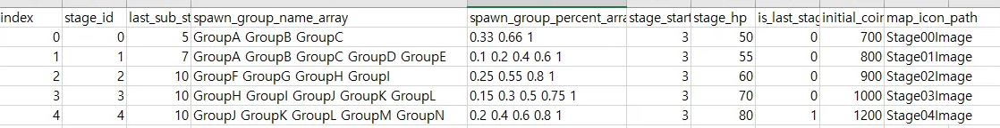 index stage_id last_sub_st spawn_group_name_array spawn_group_percent_arra stage_start stage_hp is_last_stag initial_coin map_icon_path
0 0 5 GroupA GroupB GroupC 0.33 0.66 1 3 50 0 700 Stage00Image
1 1 7 GroupA GroupB GroupC GroupD GroupE 0.1 0.2 0.4 0.6 1 3 55 0 800 Stage01Image
2 2 10 GroupF GroupG GroupH GroupI 0.25 0.55 0.8 1 3 60 0 900 Stage02Image
3 3 10 GroupH GroupI GroupJ GroupK GroupL 0.15 0.3 0.5 0.75 1 3 70 0 1000 Stage03Image
4 4 10 GroupJ GroupK GroupL GroupM GroupN 0.2 0.4 0.6 0.8 1 3 80 1 1200 Stage04Image